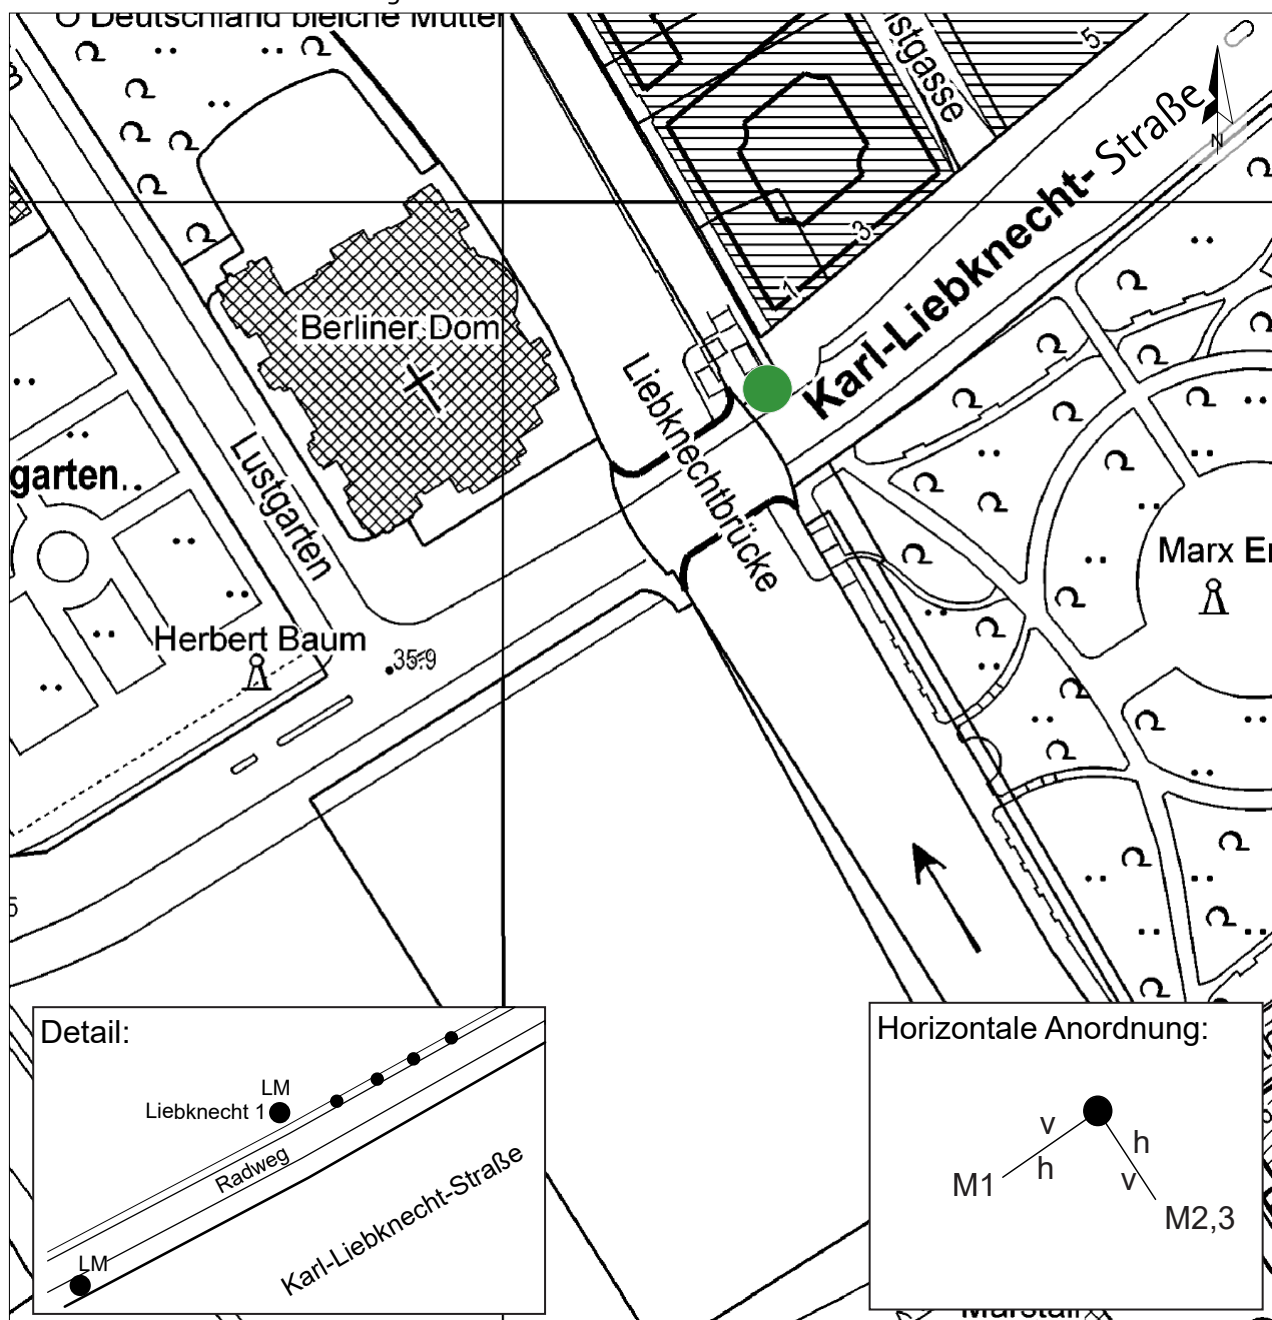 O Deutschland bleiche Mutter
5
Karl-Liebknecht-Straße
N
3
1
Berliner Dom
Liebknechtbrücke
garten
Lustgarten
Marx
Herbert Baum
35.9
Detail:
LM
Liebknecht 1
Radweg
Karl-Liebknecht-Straße
LM
Horizontale Anordnung:
v
h
h
v
M1
M2,3